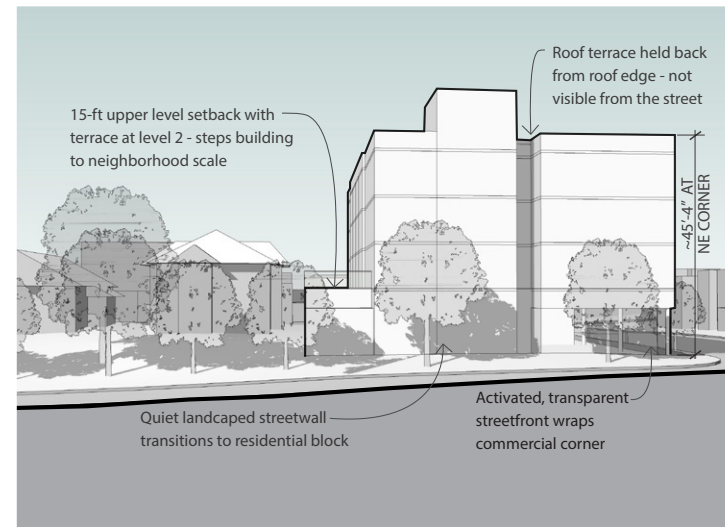 Roof terrace held back
from roof edge - not
visible from the street
15-ft upper level setback with
terrace at level 2 - steps building
to neighborhood scale
~45'-4" AT
NE CORNER
Quiet landcaped streetwall
transitions to residential block
Activated, transparent
streetfront wraps
commercial corner